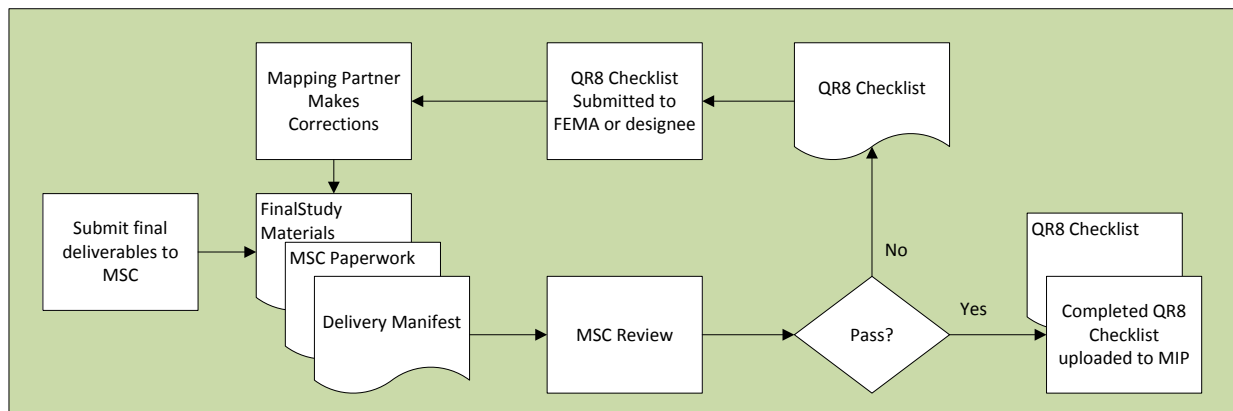 Mapping Partner
Makes
Corrections
QR8 Checklist
Submitted to
FEMA or designee
QR8 Checklist
Submit final
deliverables to
MSC
FinalStudy
Materials
MSC Paperwork
Delivery Manifest
MSC Review
Pass?
No
Yes
QR8 Checklist
Completed QR8
Checklist
uploaded to MIP